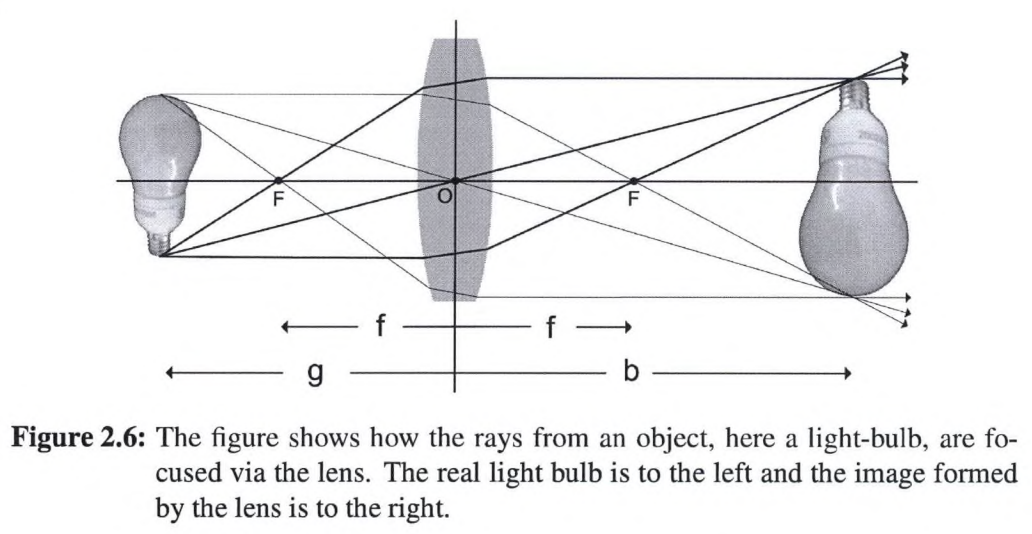 F
O
F
f
f
g
b
Figure 2.6: The figure shows how the rays from an object, here a light-bulb, are fo-
cused via the lens. The real light bulb is to the left and the image formed
by the lens is to the right.